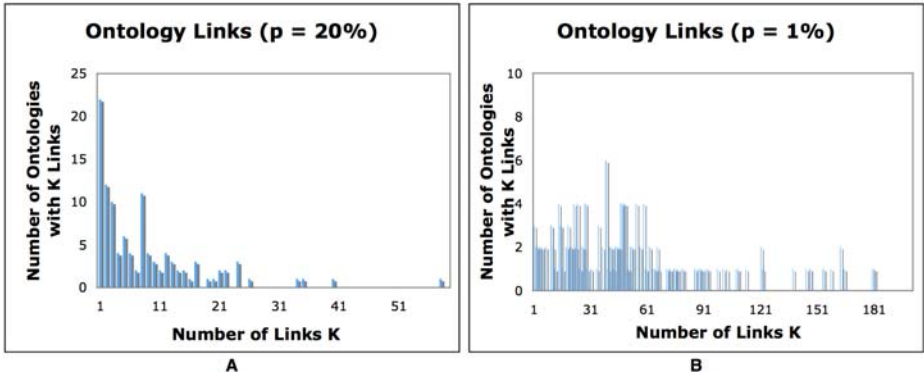 Ontology Links (p = 20%)
Number of Ontologies
with K Links
25
20
15
10
5
0
1 11 21 31 41 51
Number of Links K
A
Ontology Links (p = 1%)
Number of Ontologies
with K Links
10
8
6
4
2
0
1 31 31 61 91 121 151 181
Number of Links K
B